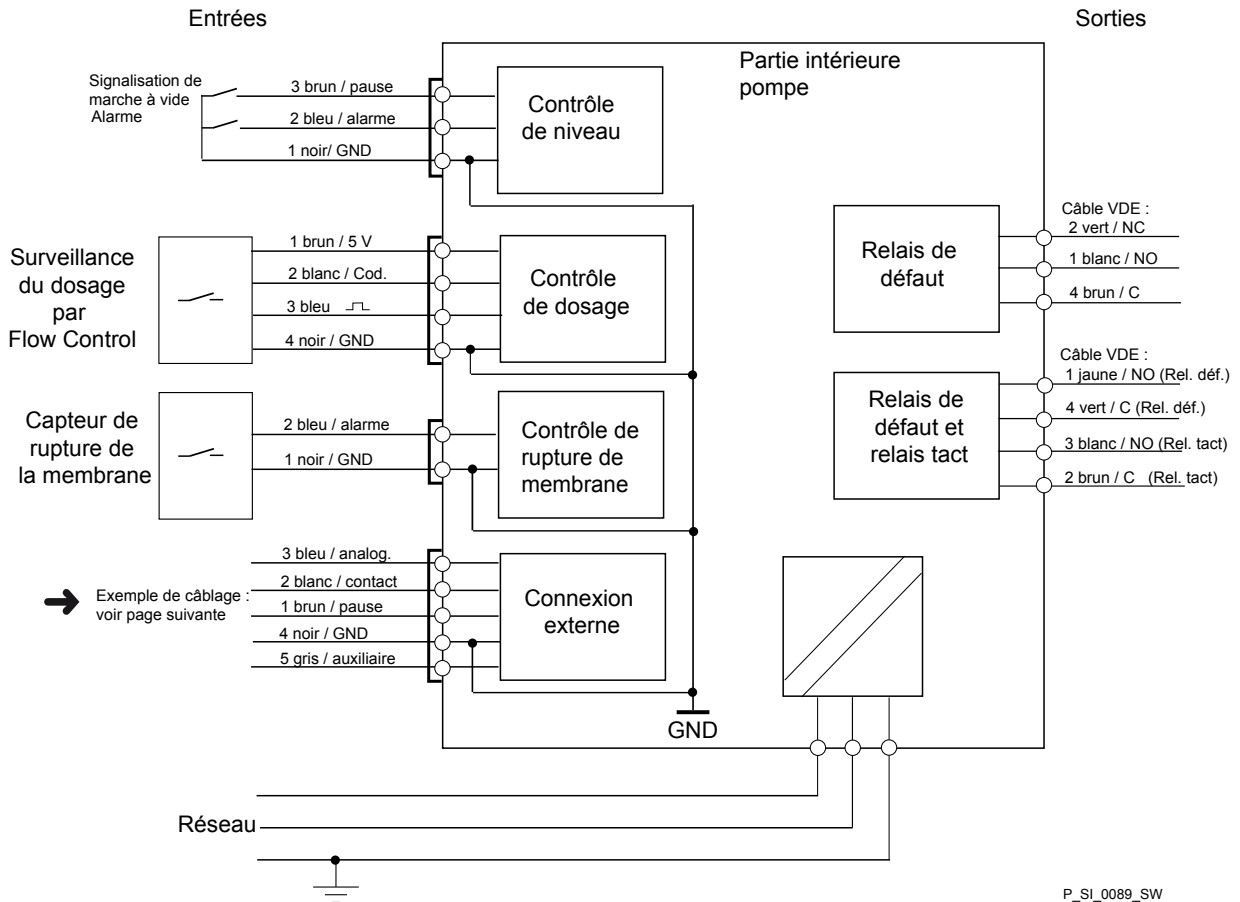 Entrées
Sorties
Partie intérieure
pompe
Signalisation de
marche à vide
Alarme
3 brun / pause
2 bleu / alarme
1 noir/ GND
Contrôle
de niveau
Surveillance
du dosage
par
Flow Control
1 brun / 5 V
2 blanc / Cod.
3 bleu
4 noir / GND
Contrôle
de dosage
Capteur de
rupture de
la membrane
2 bleu / alarme
1 noir / GND
Contrôle de
rupture de
membrane
Exemple de câblage :
voir page suivante
3 bleu / analog.
2 blanc / contact
1 brun / pause
4 noir / GND
5 gris / auxiliaire
Connexion
externe
GND
Relais de
défaut
Câble VDE :
2 vert / NC
1 blanc / NO
4 brun / C
Relais de
défaut et
relais tact
Câble VDE :
1 jaune / NO (Rel. déf.)
4 vert / C (Rel. déf.)
3 blanc / NO (Rel. tact)
2 brun / C (Rel. tact)
Réseau
P_SI_0089_SW